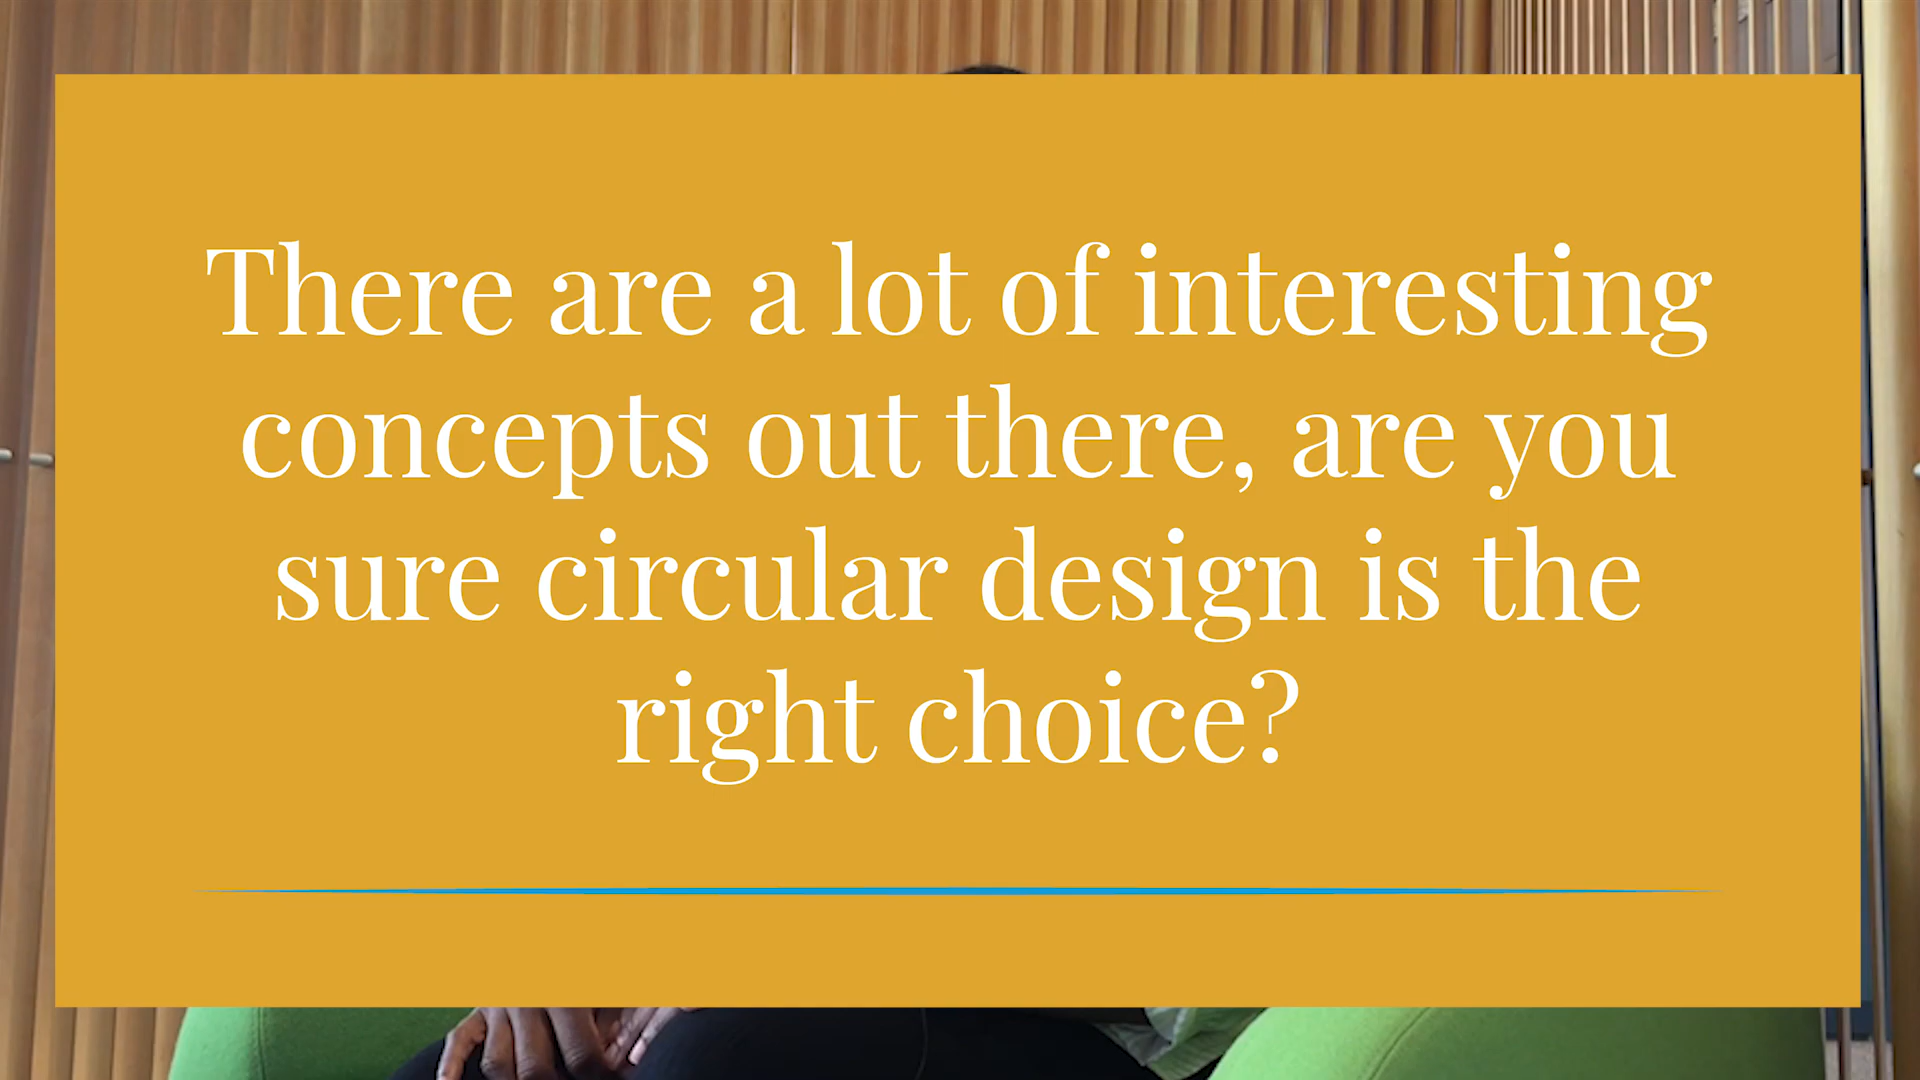 There are a lot of interesting
concepts out there, are you
sure circular design is the
right choice?